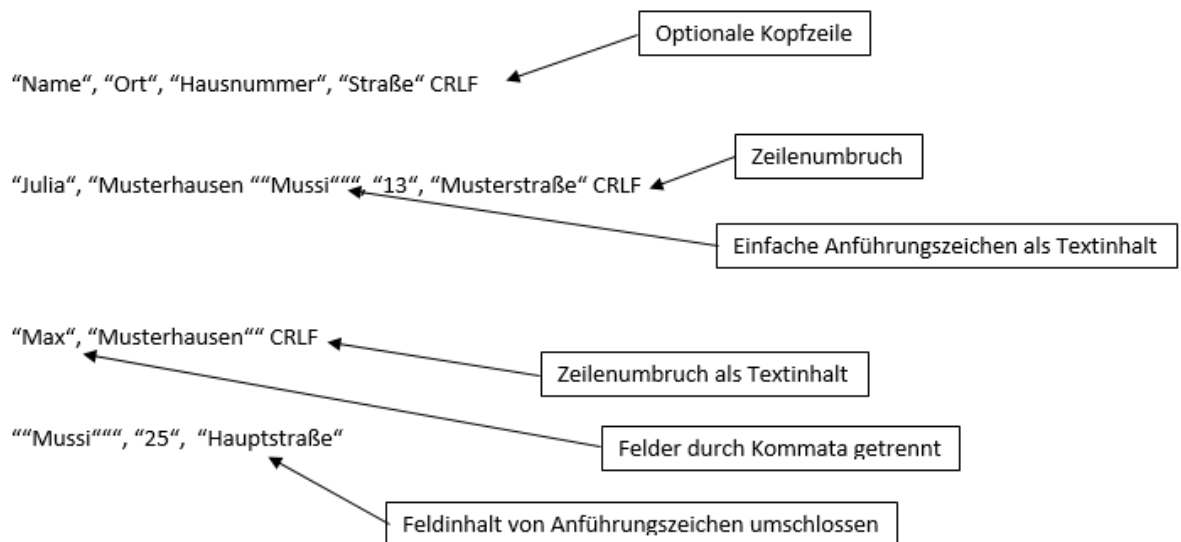 Optionale Kopfzeile
“Name“, “Ort“, “Hausnummer“, “Straße“ CRLF
Zeilenumbruch
“Julia“, “Musterhausen ““Mussi“““, “13“, “Musterstraße“ CRLF
Einfache Anführungszeichen als Textinhalt
“Max“, “Musterhausen““ CRLF
Zeilenumbruch als Textinhalt
““Mussi“““, “25“, “Hauptstraße“
Felder durch Kommata getrennt
Feldinhalt von Anführungszeichen umschlossen